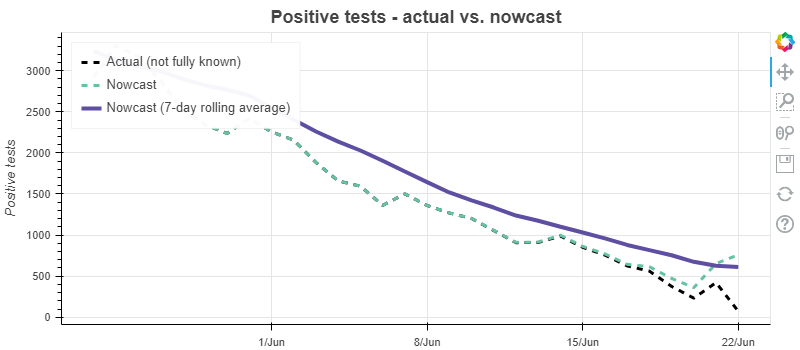 Positive tests - actual vs. nowcast
Actual (not fully known)
Nowcast
Nowcast (7-day rolling average)
Positive tests
3000
2500
2000
1500
1000
500
0
1/Jun
8/Jun
15/Jun
22/Jun